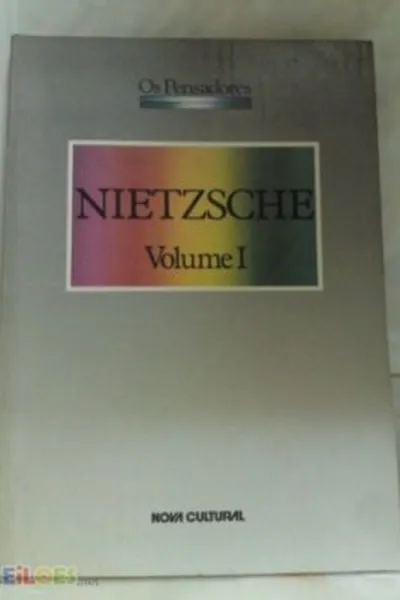 Os Pensadores
NIETZSCHE
Volume I
NOVA CULTURAL